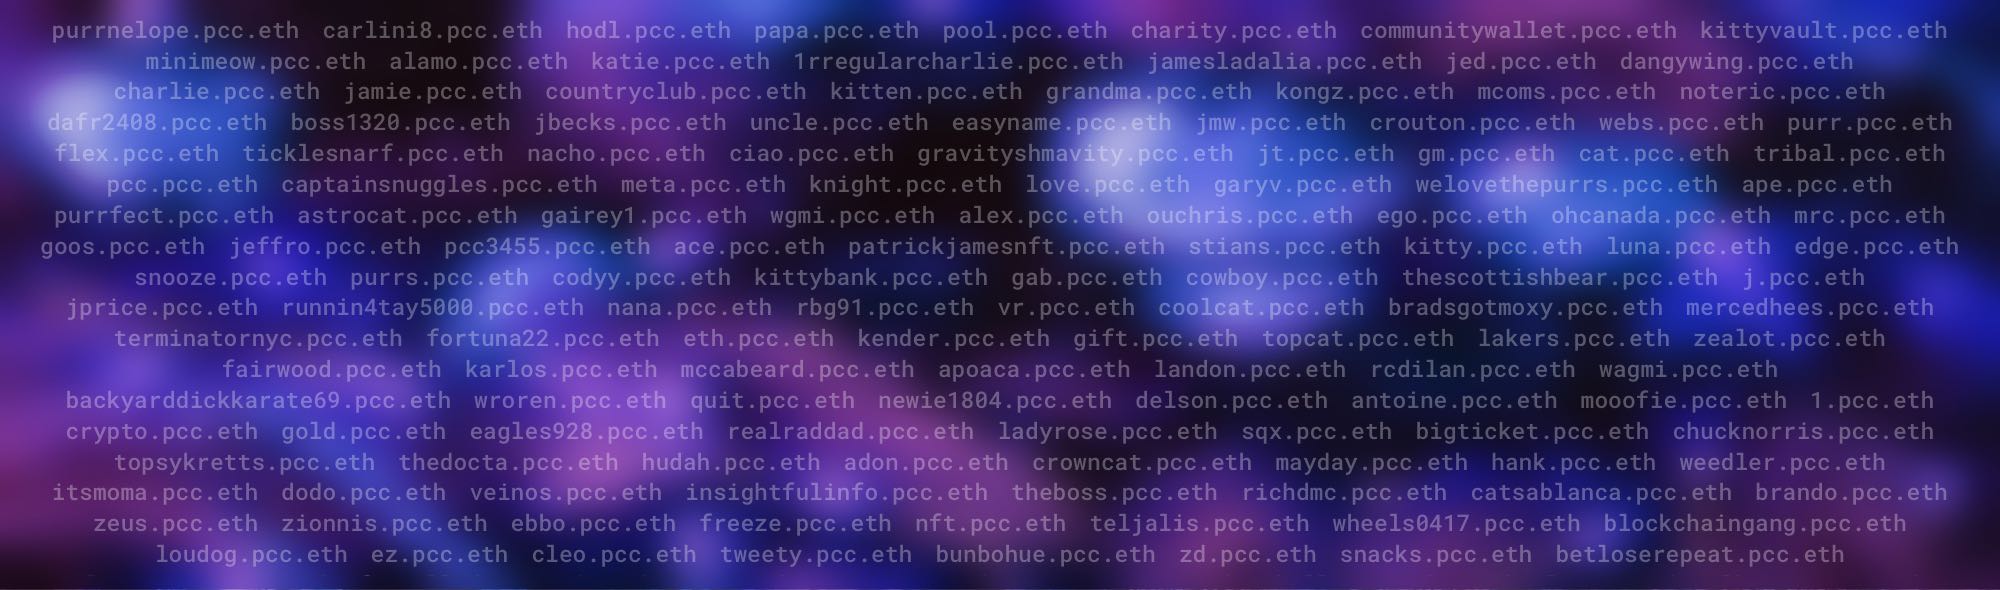 purrnelope.pcc.eth carlini8.pcc.eth hodl.pcc.eth papa.pcc.eth pool.pcc.eth charity.pcc.eth communitywallet.pcc.eth kittyvault.pcc.eth
minimeow.pcc.eth alamo.pcc.eth katie.pcc.eth 1rregularcharlie.pcc.eth jamesladalia.pcc.eth jed.pcc.eth dangywing.pcc.eth
charlie.pcc.eth jamie.pcc.eth countryclub.pcc.eth kitten.pcc.eth grandma.pcc.eth kongz.pcc.eth mcoms.pcc.eth noteric.pcc.eth
dafr2408.pcc.eth boss1320.pcc.eth jbecks.pcc.eth uncle.pcc.eth easyname.pcc.eth jmw.pcc.eth crouton.pcc.eth webs.pcc.eth purr.pcc.eth
flex.pcc.eth ticklesnarf.pcc.eth nacho.pcc.eth ciao.pcc.eth gravityshmavity.pcc.eth jt.pcc.eth gm.pcc.eth cat.pcc.eth tribal.pcc.eth
pcc.pcc.eth captainsnuggles.pcc.eth meta.pcc.eth knight.pcc.eth love.pcc.eth garyv.pcc.eth welovethepurrs.pcc.eth ape.pcc.eth
purrfect.pcc.eth astrocat.pcc.eth gairey1.pcc.eth wgmi.pcc.eth alex.pcc.eth ouchris.pcc.eth ego.pcc.eth ohcanada.pcc.eth mrc.pcc.eth
goos.pcc.eth jeffro.pcc.eth pcc3455.pcc.eth ace.pcc.eth patrickjamesnft.pcc.eth stians.pcc.eth kitty.pcc.eth luna.pcc.eth edge.pcc.eth
snooze.pcc.eth purrs.pcc.eth codyy.pcc.eth kittybank.pcc.eth gab.pcc.eth cowboy.pcc.eth thescottishbear.pcc.eth j.pcc.eth
jprice.pcc.eth runnin4tay5000.pcc.eth nana.pcc.eth rbg91.pcc.eth vr.pcc.eth coolcat.pcc.eth bradsgotmoxy.pcc.eth mercedhees.pcc.eth
terminatornyc.pcc.eth fortuna22.pcc.eth eth.pcc.eth kender.pcc.eth gift.pcc.eth topcat.pcc.eth lakers.pcc.eth zealot.pcc.eth
fairwood.pcc.eth karlos.pcc.eth mccabeard.pcc.eth apoaca.pcc.eth landon.pcc.eth rcdilan.pcc.eth wagmi.pcc.eth
backyarddickkarate69.pcc.eth wroren.pcc.eth quit.pcc.eth newie1804.pcc.eth delson.pcc.eth antoine.pcc.eth mooofie.pcc.eth 1.pcc.eth
crypto.pcc.eth gold.pcc.eth eagles928.pcc.eth realraddad.pcc.eth ladyrose.pcc.eth sqx.pcc.eth bigticket.pcc.eth chucknorris.pcc.eth
topsykretts.pcc.eth thedocta.pcc.eth hudah.pcc.eth adon.pcc.eth crowncat.pcc.eth mayday.pcc.eth hank.pcc.eth weedler.pcc.eth
itsmoma.pcc.eth dodo.pcc.eth veinos.pcc.eth insightfulinfo.pcc.eth theboss.pcc.eth richdmc.pcc.eth catsablanca.pcc.eth brando.pcc.eth
zeus.pcc.eth zionnis.pcc.eth ebbo.pcc.eth freeze.pcc.eth nft.pcc.eth teljalis.pcc.eth wheels0417.pcc.eth blockchaingang.pcc.eth
loudog.pcc.eth ez.pcc.eth cleo.pcc.eth tweety.pcc.eth bunbohue.pcc.eth zd.pcc.eth snacks.pcc.eth betloserepeat.pcc.eth